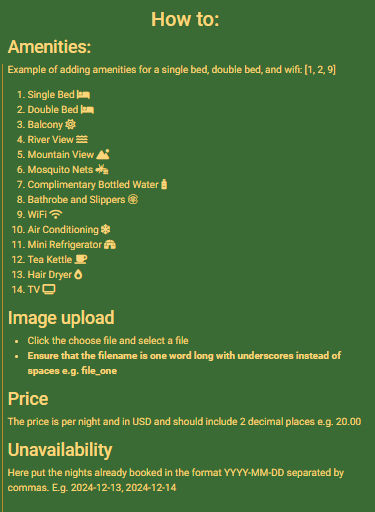 How to:
Amenities:
Example of adding amenities for a single bed, double bed, and wifi: [1, 2, 9]
1. Single Bed
2. Double Bed
3. Balcony
4. River View
5. Mountain View
6. Mosquito Nets
7. Complimentary Bottled Water
8. Bathrobe and Slippers
9. WiFi
10. Air Conditioning
11. Mini Refrigerator
12. Tea Kettle
13. Hair Dryer
14. TV
Image upload
• Click the choose file and select a file
• Ensure that the filename is one word long with underscores instead of
spaces e.g. file_one
Price
The price is per night and in USD and should include 2 decimal places e.g. 20.00
Unavailability
Here put the nights already booked in the format YYYY-MM-DD separated by
commas. E.g. 2024-12-13, 2024-12-14